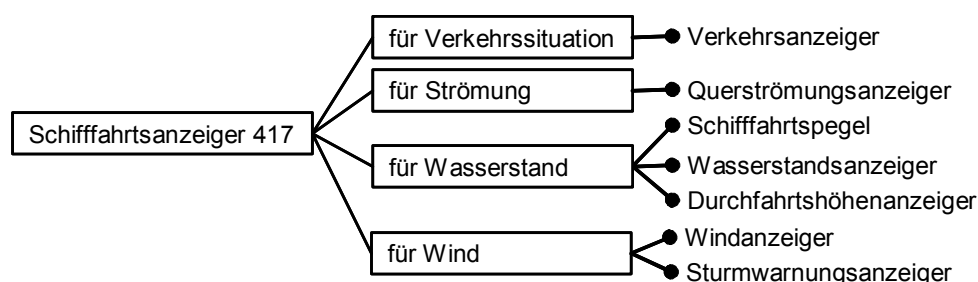 für Verkehrssituation
Verkehrsanzeiger
für Strömung
Querströmungsanzeiger
Schifffahrtsanzeiger 417
Schifffahrtspegel
für Wasserstand
Wasserstandsanzeiger
Durchfahrtshöhenanzeiger
Windanzeiger
für Wind
Sturmwarnungsanzeiger